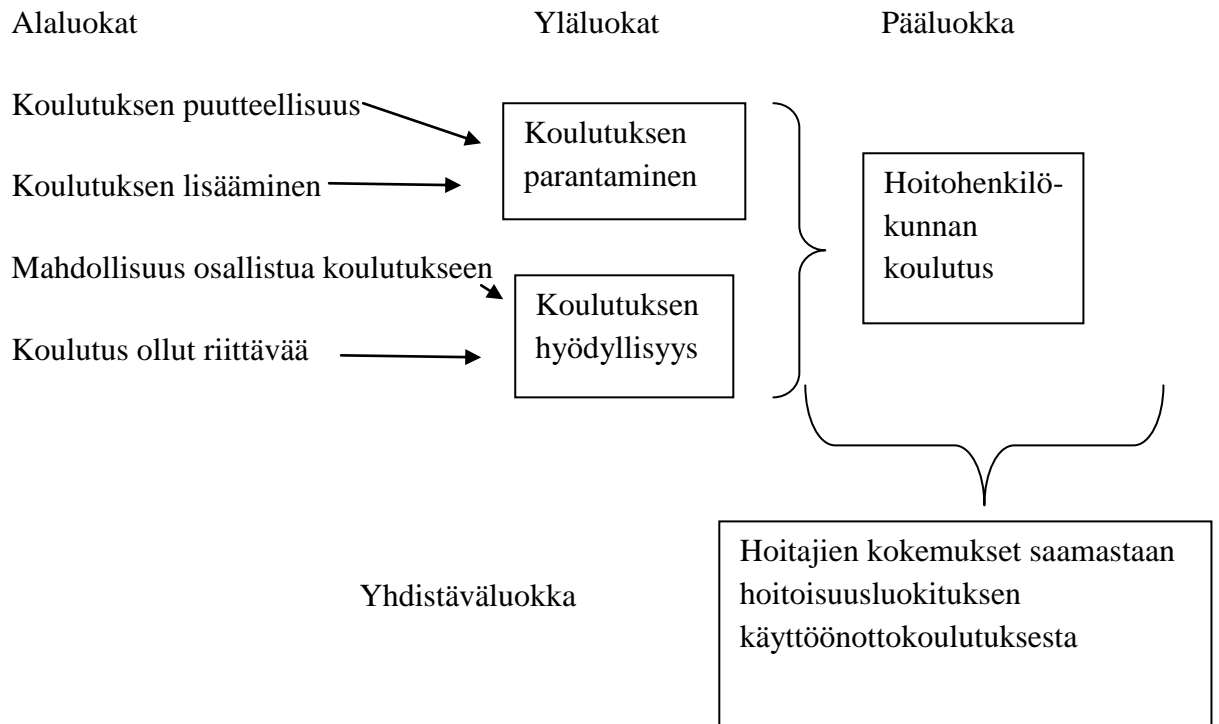 Alaluokat Yläluokat Pääluokka
Koulutuksen puutteellisuus
Koulutuksen lisääminen
Mahdollisuus osallistua koulutukseen
Koulutus ollut riittävää
Koulutuksen
parantaminen
Koulutuksen
hyödyllisyys
Hoitohenkilö-
kunnan
koulutus
Yhdistäväluokka
Hoitajien kokemukset saamastaan
hoitoisuusluokituksen
käyttöönottokoulutuksesta